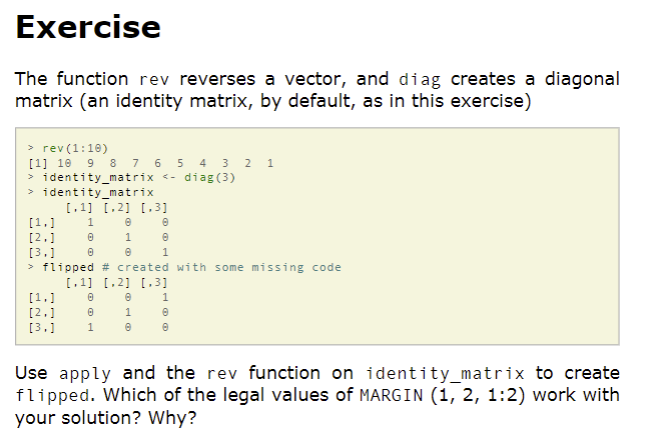 Exercise
The function rev reverses a vector, and diag creates a diagonal
matrix (an identity matrix, by default, as in this exercise)
> rev(1:10)
[1] 10 9 8 7 6 5 4 3 2 1
> identity_matrix <- diag(3)
> identity_matrix
[,1] [,2] [,3]
[1,] 1 0 0
[2,] 0 1 0
[3,] 0 0 1
> flipped # created with some missing code
[,1] [,2] [,3]
[1,] 0 0 1
[2,] 0 1 0
[3,] 1 0 0
Use apply and the rev function on identity_matrix to create
flipped. Which of the legal values of MARGIN (1, 2, 1:2) work with
your solution? Why?